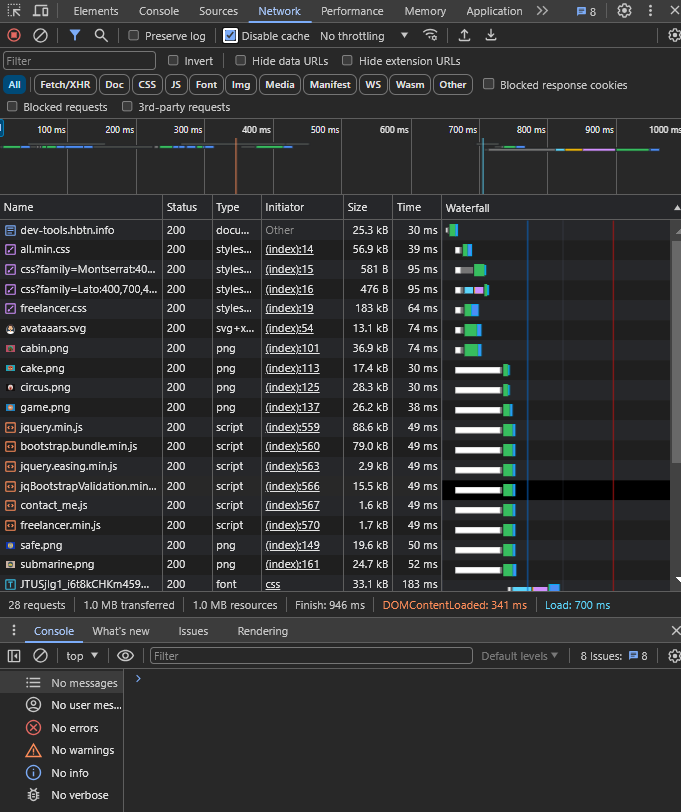 Elements Console Sources Network Performance Memory Application 8
Preserve log Disable cache No throttling
Filter Invert Hide data URLs Hide extension URLs
All Fetch/XHR Doc CSS JS Font Img Media Manifest WS Wasm Other Blocked response cookies
Blocked requests 3rd-party requests
100 ms 200 ms 300 ms 400 ms 500 ms 600 ms 700 ms 800 ms 900 ms 1000 ms
Name Status Type Initiator Size Time Waterfall
dev-tools.hbtn.info 200 docu... Other 25.3 kB 30 ms
all.min.css 200 styles... (index):14 56.9 kB 39 ms
css?family=Montserrat:40... 200 styles... (index):15 581 B 95 ms
css?family=Lato:400,700,4... 200 styles... (index):16 476 B 95 ms
freelancer.css 200 styles... (index):19 183 kB 64 ms
avataaars.svg 200 svg+x... (index):54 13.1 kB 74 ms
cabin.png 200 png (index):101 36.9 kB 74 ms
cake.png 200 png (index):113 17.4 kB 30 ms
circus.png 200 png (index):125 28.3 kB 30 ms
game.png 200 png (index):137 26.2 kB 38 ms
jquery.min.js 200 script (index):559 88.6 kB 49 ms
bootstrap.bundle.min.js 200 script (index):560 79.0 kB 49 ms
jquery.easing.min.js 200 script (index):563 2.9 kB 49 ms
jqBootstrapValidation.min... 200 script (index):566 15.5 kB 49 ms
contact_me.js 200 script (index):567 1.6 kB 49 ms
freelancer.min.js 200 script (index):570 1.7 kB 49 ms
safe.png 200 png (index):149 19.6 kB 50 ms
submarine.png 200 png (index):161 24.7 kB 52 ms
JTUSjIg1_i6t8kCHKm459... 200 font css 33.1 kB 183 ms
28 requests 1.0 MB transferred 1.0 MB resources Finish: 946 ms DOMContentLoaded: 341 ms Load: 700 ms
Console What's new Issues Rendering
top Filter Default levels 8 Issues: 8
No messages
No user mes...
No errors
No warnings
No info
No verbose